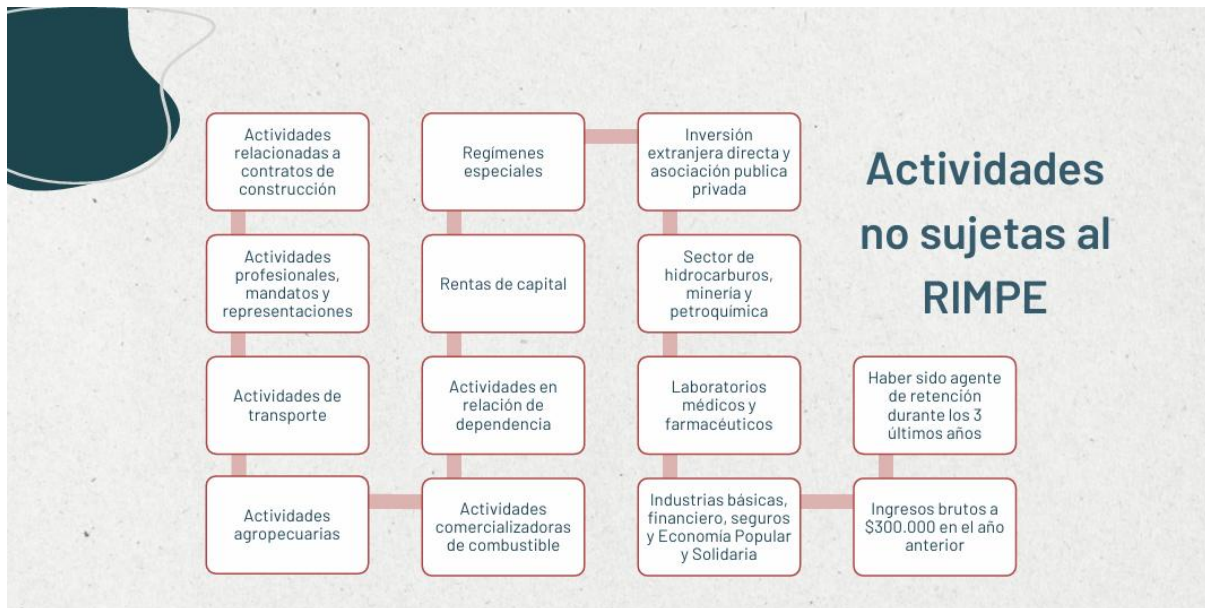 Actividades
relacionadas a
contratos de
construcción
Actividades
profesionales,
mandatos y
representaciones
Actividades de
transporte
Actividades
agropecuarias
Actividades
comercializadoras
de combustible
Actividades en
relación de
dependencia
Rentas de capital
Regímenes
especiales
Inversión
extranjera directa y
asociación publica
privada
Sector de
hidrocarburos,
minería y
petroquímica
Laboratorios
médicos y
farmacéuticos
Industrias básicas,
financiero, seguros
y Economía Popular
y Solidaria
Ingresos brutos a
$300.000 en el año
anterior
Haber sido agente
de retención
durante los 3
últimos años
Actividades
no sujetas al
RIMPE